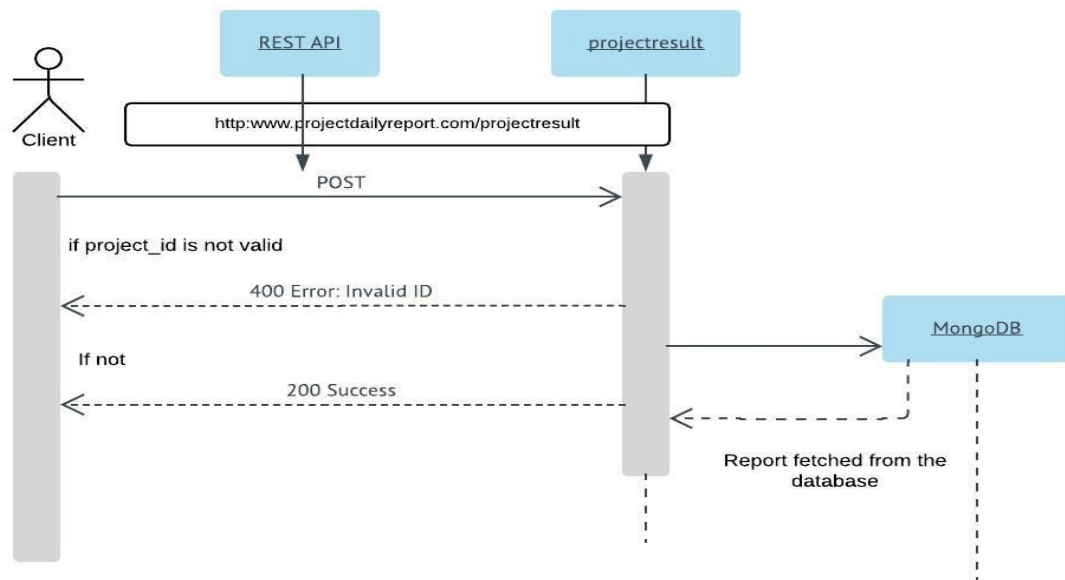 REST API
projectresult
Client
http:www.projectdailyreport.com/projectresult
POST
if project_id is not valid
400 Error: Invalid ID
MongoDB
If not
200 Success
Report fetched from the
database